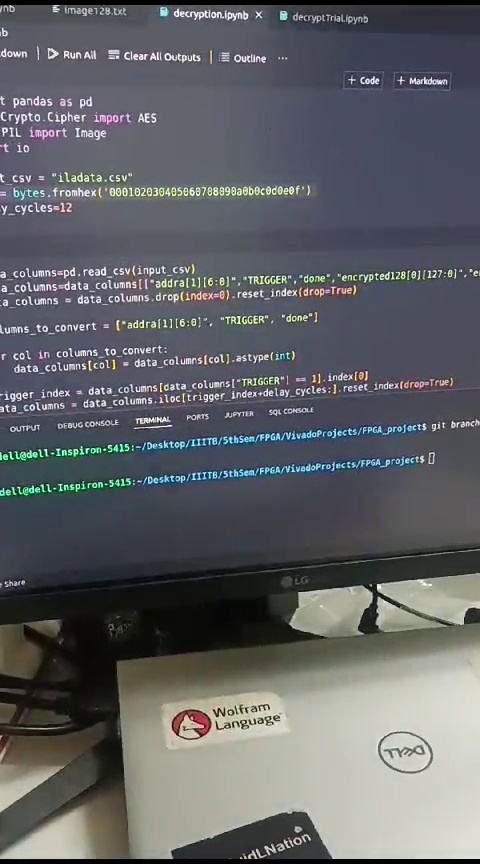 ynb
image128.txt
decryption.ipynb
decryptTrial.ipynb
nb
down
Run All
Clear All Outputs
Outline
...
+ Code
+ Markdown
t pandas as pd
Crypto.Cipher import AES
PIL import Image
rt io
t_csv = "iladata.csv"
= bytes.fromhex('000102030405060708090a0b0c0d0e0f')
ay_cycles=12
a_columns=pd.read_csv(input_csv)
a_columns=data_columns[["addra[1][6:0]","TRIGGER","done","encrypted128[0][127:0]","e
ta_columns = data_columns.drop(index=0).reset_index(drop=True)
lumns_to_convert = ["addra[1][6:0]", "TRIGGER", "done"]
r col in columns_to_convert:
data_columns[col] = data_columns[col].astype(int)
rigger_index = data_columns[data_columns["TRIGGER"] == 1].index[0]
ata_columns = data_columns.iloc[trigger_index+delay_cycles:].reset_index(drop=True)
OUTPUT
DEBUG CONSOLE
TERMINAL
PORTS
JUPYTER
SQL CONSOLE
dell@dell-Inspiron-5415:~/Desktop/IIITB/5thSem/FPGA/VivadoProjects/FPGA_project$ git branch
dell@dell-Inspiron-5415:~/Desktop/IIITB/5thSem/FPGA/VivadoProjects/FPGA_project$
Share
LG
Wolfram
Language
DELL
idLNation